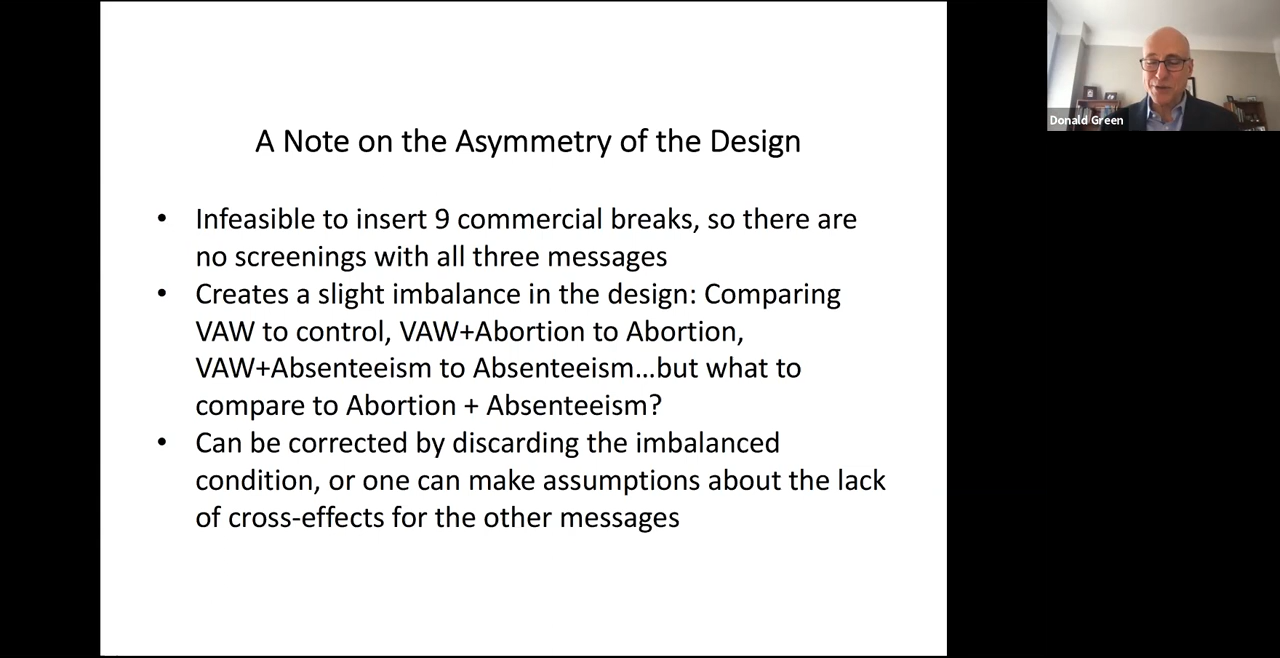 A Note on the Asymmetry of the Design
• Infeasible to insert 9 commercial breaks, so there are
no screenings with all three messages
• Creates a slight imbalance in the design: Comparing
VAW to control, VAW+Abortion to Abortion,
VAW+Absenteeism to Absenteeism…but what to
compare to Abortion + Absenteeism?
• Can be corrected by discarding the imbalanced
condition, or one can make assumptions about the lack
of cross-effects for the other messages
Donald Green